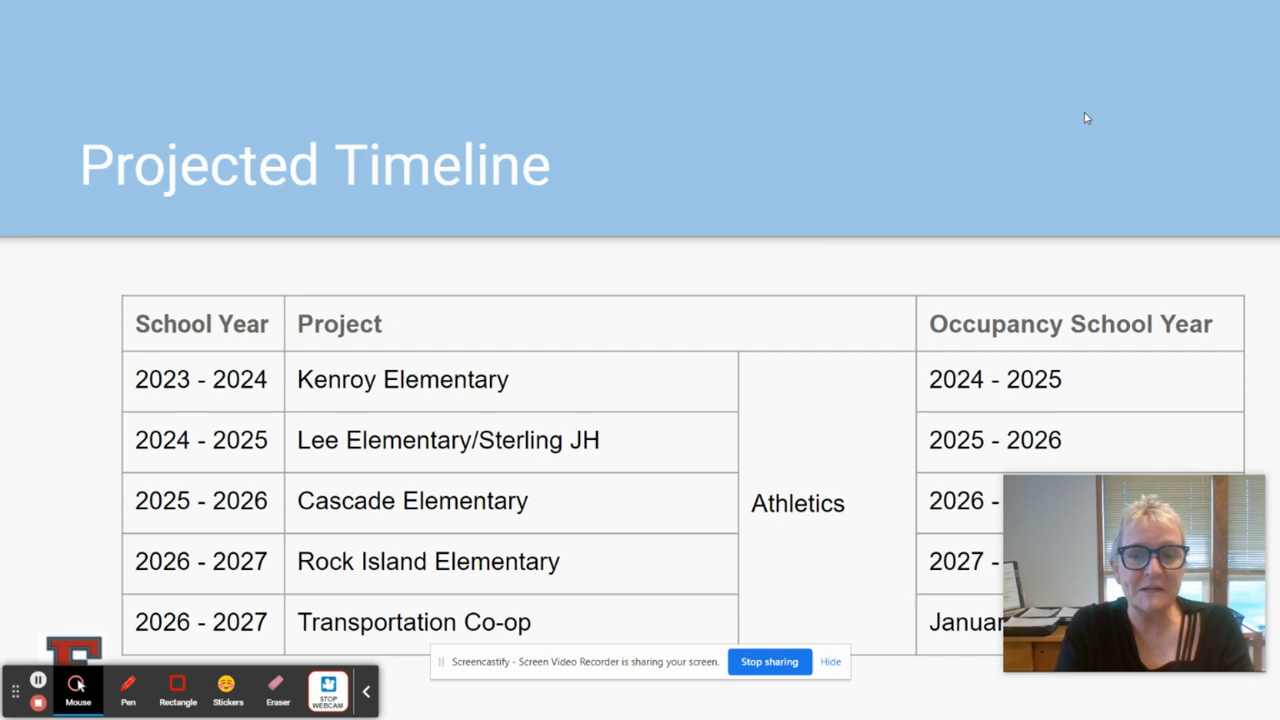 Projected Timeline
School Year Project Occupancy School Year
2023 - 2024 Kenroy Elementary 2024 - 2025
2024 - 2025 Lee Elementary/Sterling JH 2025 - 2026
2025 - 2026 Cascade Elementary Athletics 2026 -
2026 - 2027 Rock Island Elementary 2027 -
2026 - 2027 Transportation Co-op
Screencastify - Screen Video Recorder is sharing your screen. Stop sharing Hide
Mouse Pen Rectangle Stickers Eraser STOP WEBCAM